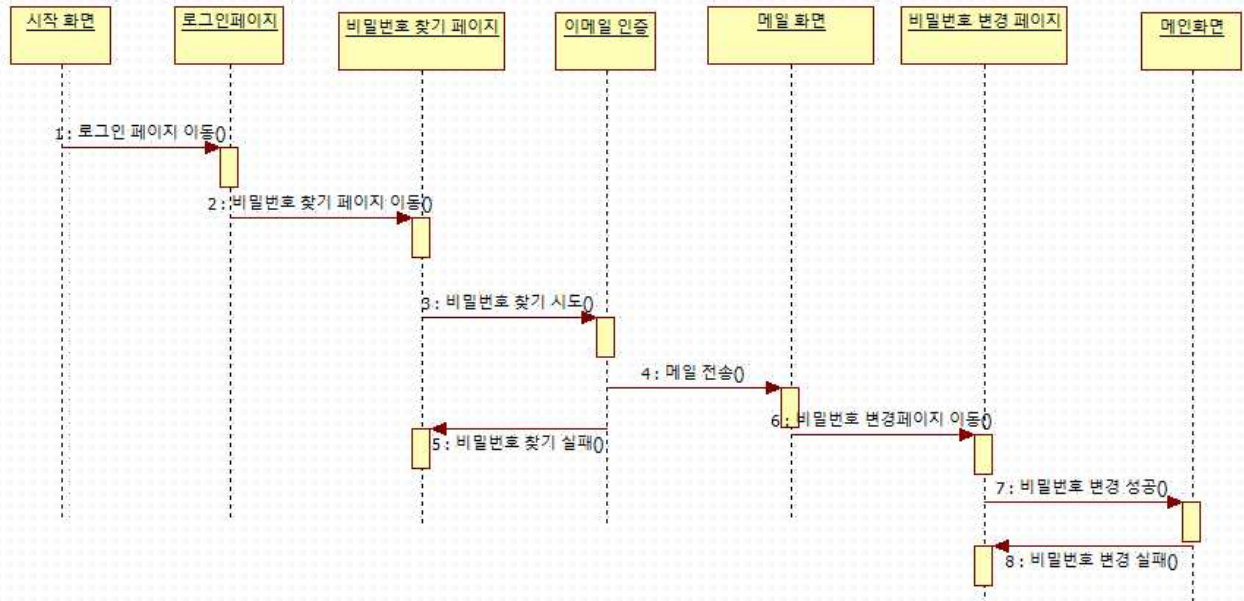 시작 화면
로그인페이지
비밀번호 찾기 페이지
이메일 인증
메일 화면
비밀번호 변경 페이지
메인화면
1 : 로그인 페이지 이동()
2 : 비밀번호 찾기 페이지 이동()
3 : 비밀번호 찾기 시도()
4 : 메일 전송()
5 : 비밀번호 찾기 실패()
6 : 비밀번호 변경페이지 이동()
7 : 비밀번호 변경 성공()
8 : 비밀번호 변경 실패()